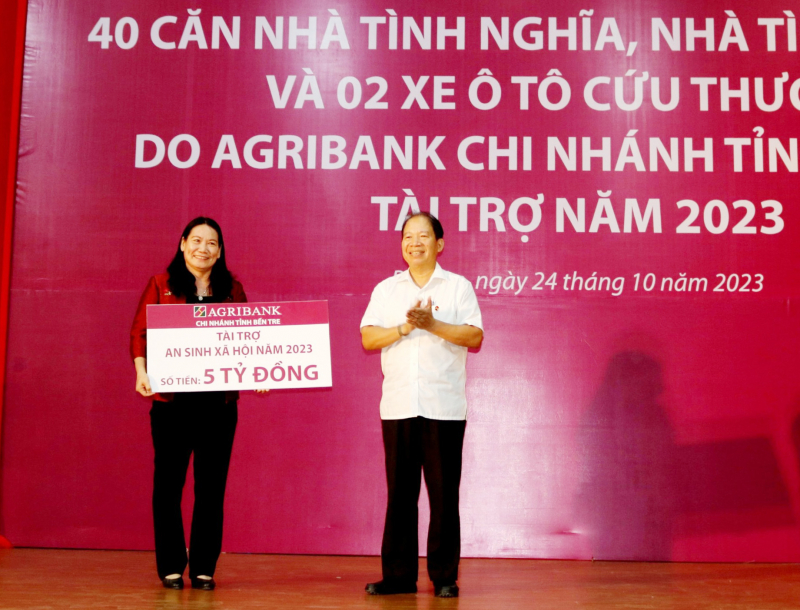 40 CĂN NHÀ TÌNH NGHĨA, NHÀ TÌ
VÀ 02 XE Ô TÔ CỨU THƯƠ
DO AGRIBANK CHI NHÁNH TỈN
TÀI TRỢ NĂM 2023
ngày 24 tháng 10 năm 2023
AGRIBANK
CHI NHÁNH TỈNH BẾN TRE
TÀI TRỢ
AN SINH XÃ HỘI NĂM 2023
SỐ TIỀN: 5 TỶ ĐỒNG